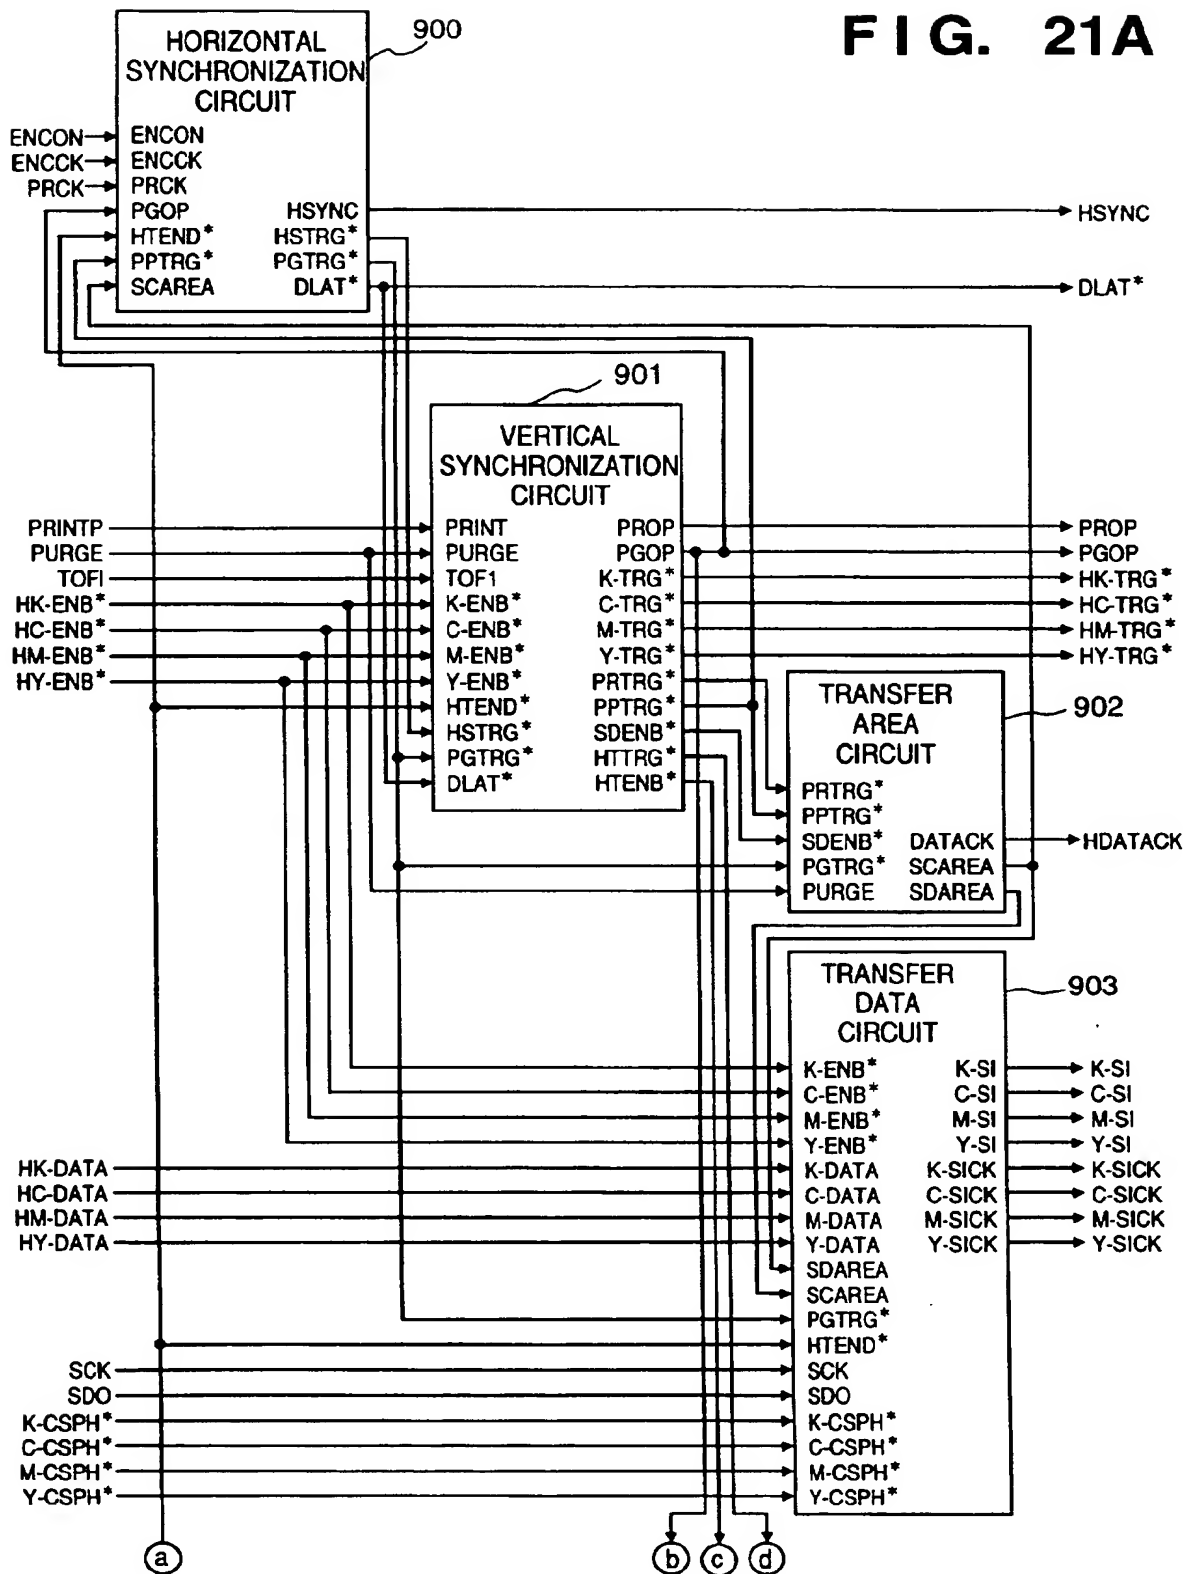 FIG. 21A
HORIZONTAL
SYNCHRONIZATION
CIRCUIT
900
ENCON ENCON
ENCCK ENCCK
PRCK PRCK
PGOP HSYNC HSYNC
HTEND* HSTRG*
PPTRG* PGTRG*
SCAREA DLAT* DLAT*
901
VERTICAL
SYNCHRONIZATION
CIRCUIT
PRINTP PRINT PROP PROP
PURGE PURGE PGOP PGOP
TOFI TOF1 K-TRG* HK-TRG*
HK-ENB* K-ENB* C-TRG* HC-TRG*
HC-ENB* C-ENB* M-TRG* HM-TRG*
HM-ENB* M-ENB* Y-TRG* HY-TRG*
HY-ENB* Y-ENB* PRTRG*
HTEND* PPTRG*
HSTRG* SDENB*
PGTRG* HTTRG*
DLAT* HTENB*
TRANSFER
AREA
CIRCUIT
902
PRTRG*
PPTRG*
SDENB* DATACK HDATACK
PGTRG* SCAREA
PURGE SDAREA
TRANSFER
DATA
CIRCUIT
903
K-ENB* K-SI K-SI
C-ENB* C-SI C-SI
M-ENB* M-SI M-SI
Y-ENB* Y-SI Y-SI
HK-DATA K-DATA K-SICK K-SICK
HC-DATA C-DATA C-SICK C-SICK
HM-DATA M-DATA M-SICK M-SICK
HY-DATA Y-DATA Y-SICK Y-SICK
SDAREA
SCAREA
PGTRG*
HTEND*
SCK SCK
SDO SDO
K-CSPH* K-CSPH*
C-CSPH* C-CSPH*
M-CSPH* M-CSPH*
Y-CSPH* Y-CSPH*
a b c d